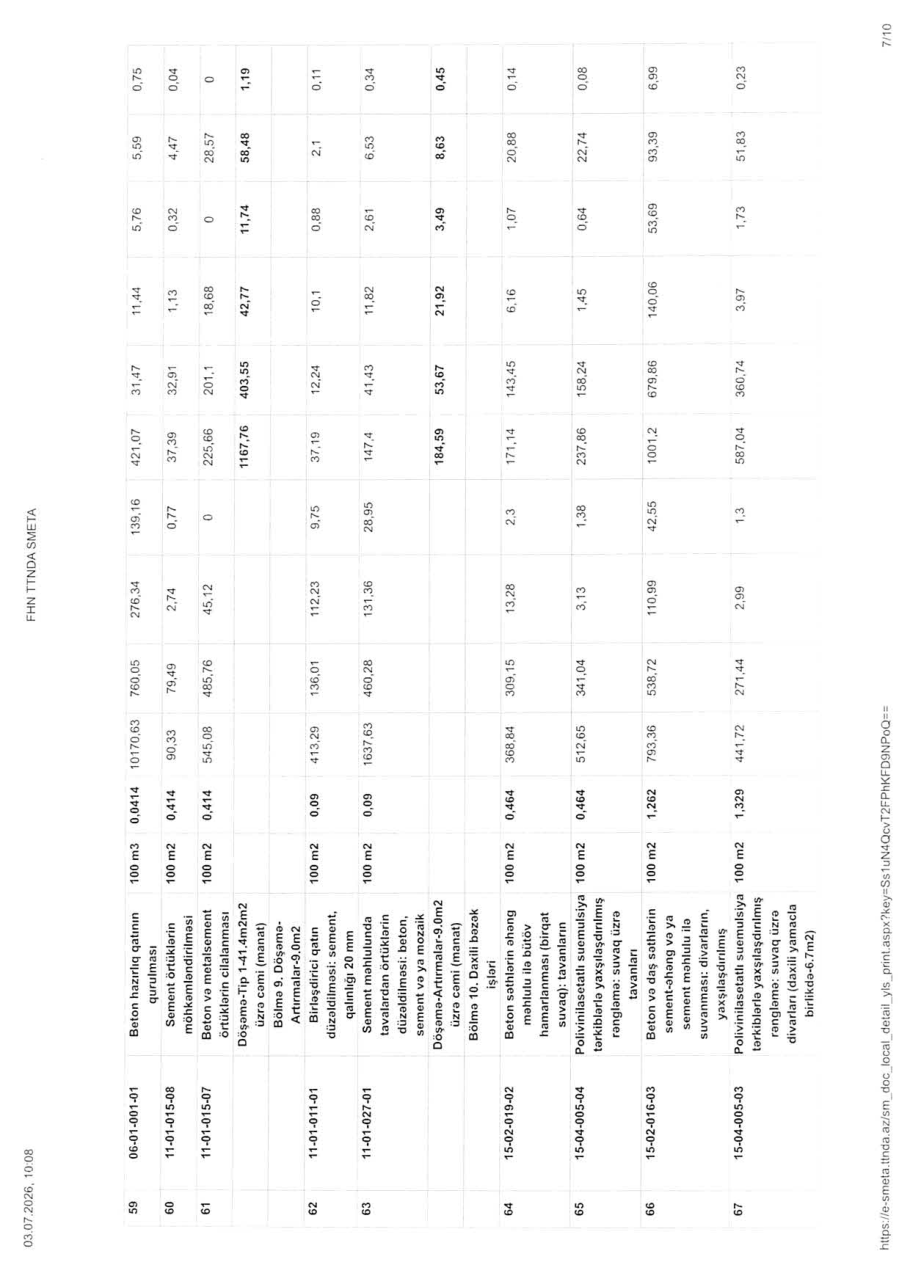 03.07.2026, 10:08
FHN TTNDA SMETA
59 06-01-001-01 Beton hazırlıq qatının 100 m3 0,0414 10170,63 760,05 276,34 139,16 421,07 31,47 11,44 5,76 5,59 0,75
qurulması
60 11-01-015-08 Sement örtüklərin 100 m2 0,414 90,33 79,49 2,74 0,77 37,39 32,91 1,13 0,32 4,47 0,04
möhkəmləndirilməsi
61 11-01-015-07 Beton və metalsement 100 m2 0,414 545,08 485,76 45,12 0 225,66 201,1 18,68 0 28,57 0
örtüklərin cilalanması
Döşəmə-Tip 1-41.4m2m2 1167,76 403,55 42,77 11,74 58,48 1,19
üzrə cəmi (manat)
Bölmə 9. Döşəmə-
Artırmalar-9.0m2
62 11-01-011-01 Birləşdirici qatın 100 m2 0,09 413,29 136,01 112,23 9,75 37,19 12,24 10,1 0,88 2,1 0,11
düzəldilməsi: sement,
qalınlığı 20 mm
63 11-01-027-01 Sement məhlulunda 100 m2 0,09 1637,63 460,28 131,36 28,95 147,4 41,43 11,82 2,61 6,53 0,34
tavalardan örtüklərin
düzəldilməsi: beton,
sement və ya mozaik
Döşəmə-Artırmalar-9.0m2 184,59 53,67 21,92 3,49 8,63 0,45
üzrə cəmi (manat)
Bölmə 10. Daxili bəzək
işləri
64 15-02-019-02 Beton səthlərin əhəng 100 m2 0,464 368,84 309,15 13,28 2,3 171,14 143,45 6,16 1,07 20,88 0,14
məhlulu ilə bütöv
hamarlanması (birqat
suvaq): tavanların
65 15-04-005-04 Polivinilasetatlı suemulsiya 100 m2 0,464 512,65 341,04 3,13 1,38 237,86 158,24 1,45 0,64 22,74 0,08
tərkiblərlə yaxşılaşdırılmış
rəngləmə: suvaq üzrə
tavanları
66 15-02-016-03 Beton və daş səthlərin 100 m2 1,262 793,36 538,72 110,99 42,55 1001,2 679,86 140,06 53,69 93,39 6,99
sement-əhəng və ya
sement məhlulu ilə
suvanması: divarların,
yaxşılaşdırılmış
67 15-04-005-03 Polivinilasetatlı suemulsiya 100 m2 1,329 441,72 271,44 2,99 1,3 587,04 360,74 3,97 1,73 51,83 0,23
tərkiblərlə yaxşılaşdırılmış
rəngləmə: suvaq üzrə
divarları (daxili yamacla
birlikdə-6.7m2)
https://e-smeta.ttnda.az/sm_doc_local_detail_yls_print.aspx?key=Ss1uN4QcvT2FPhKFD9NPoQ==
7/10